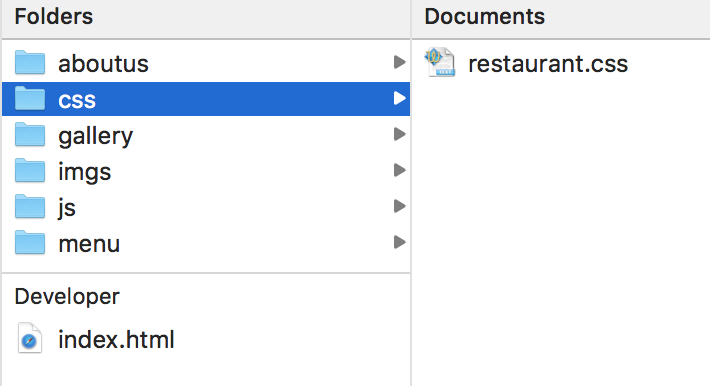 Folders
aboutus
css
gallery
imgs
js
menu
Developer
index.html
Documents
restaurant.css